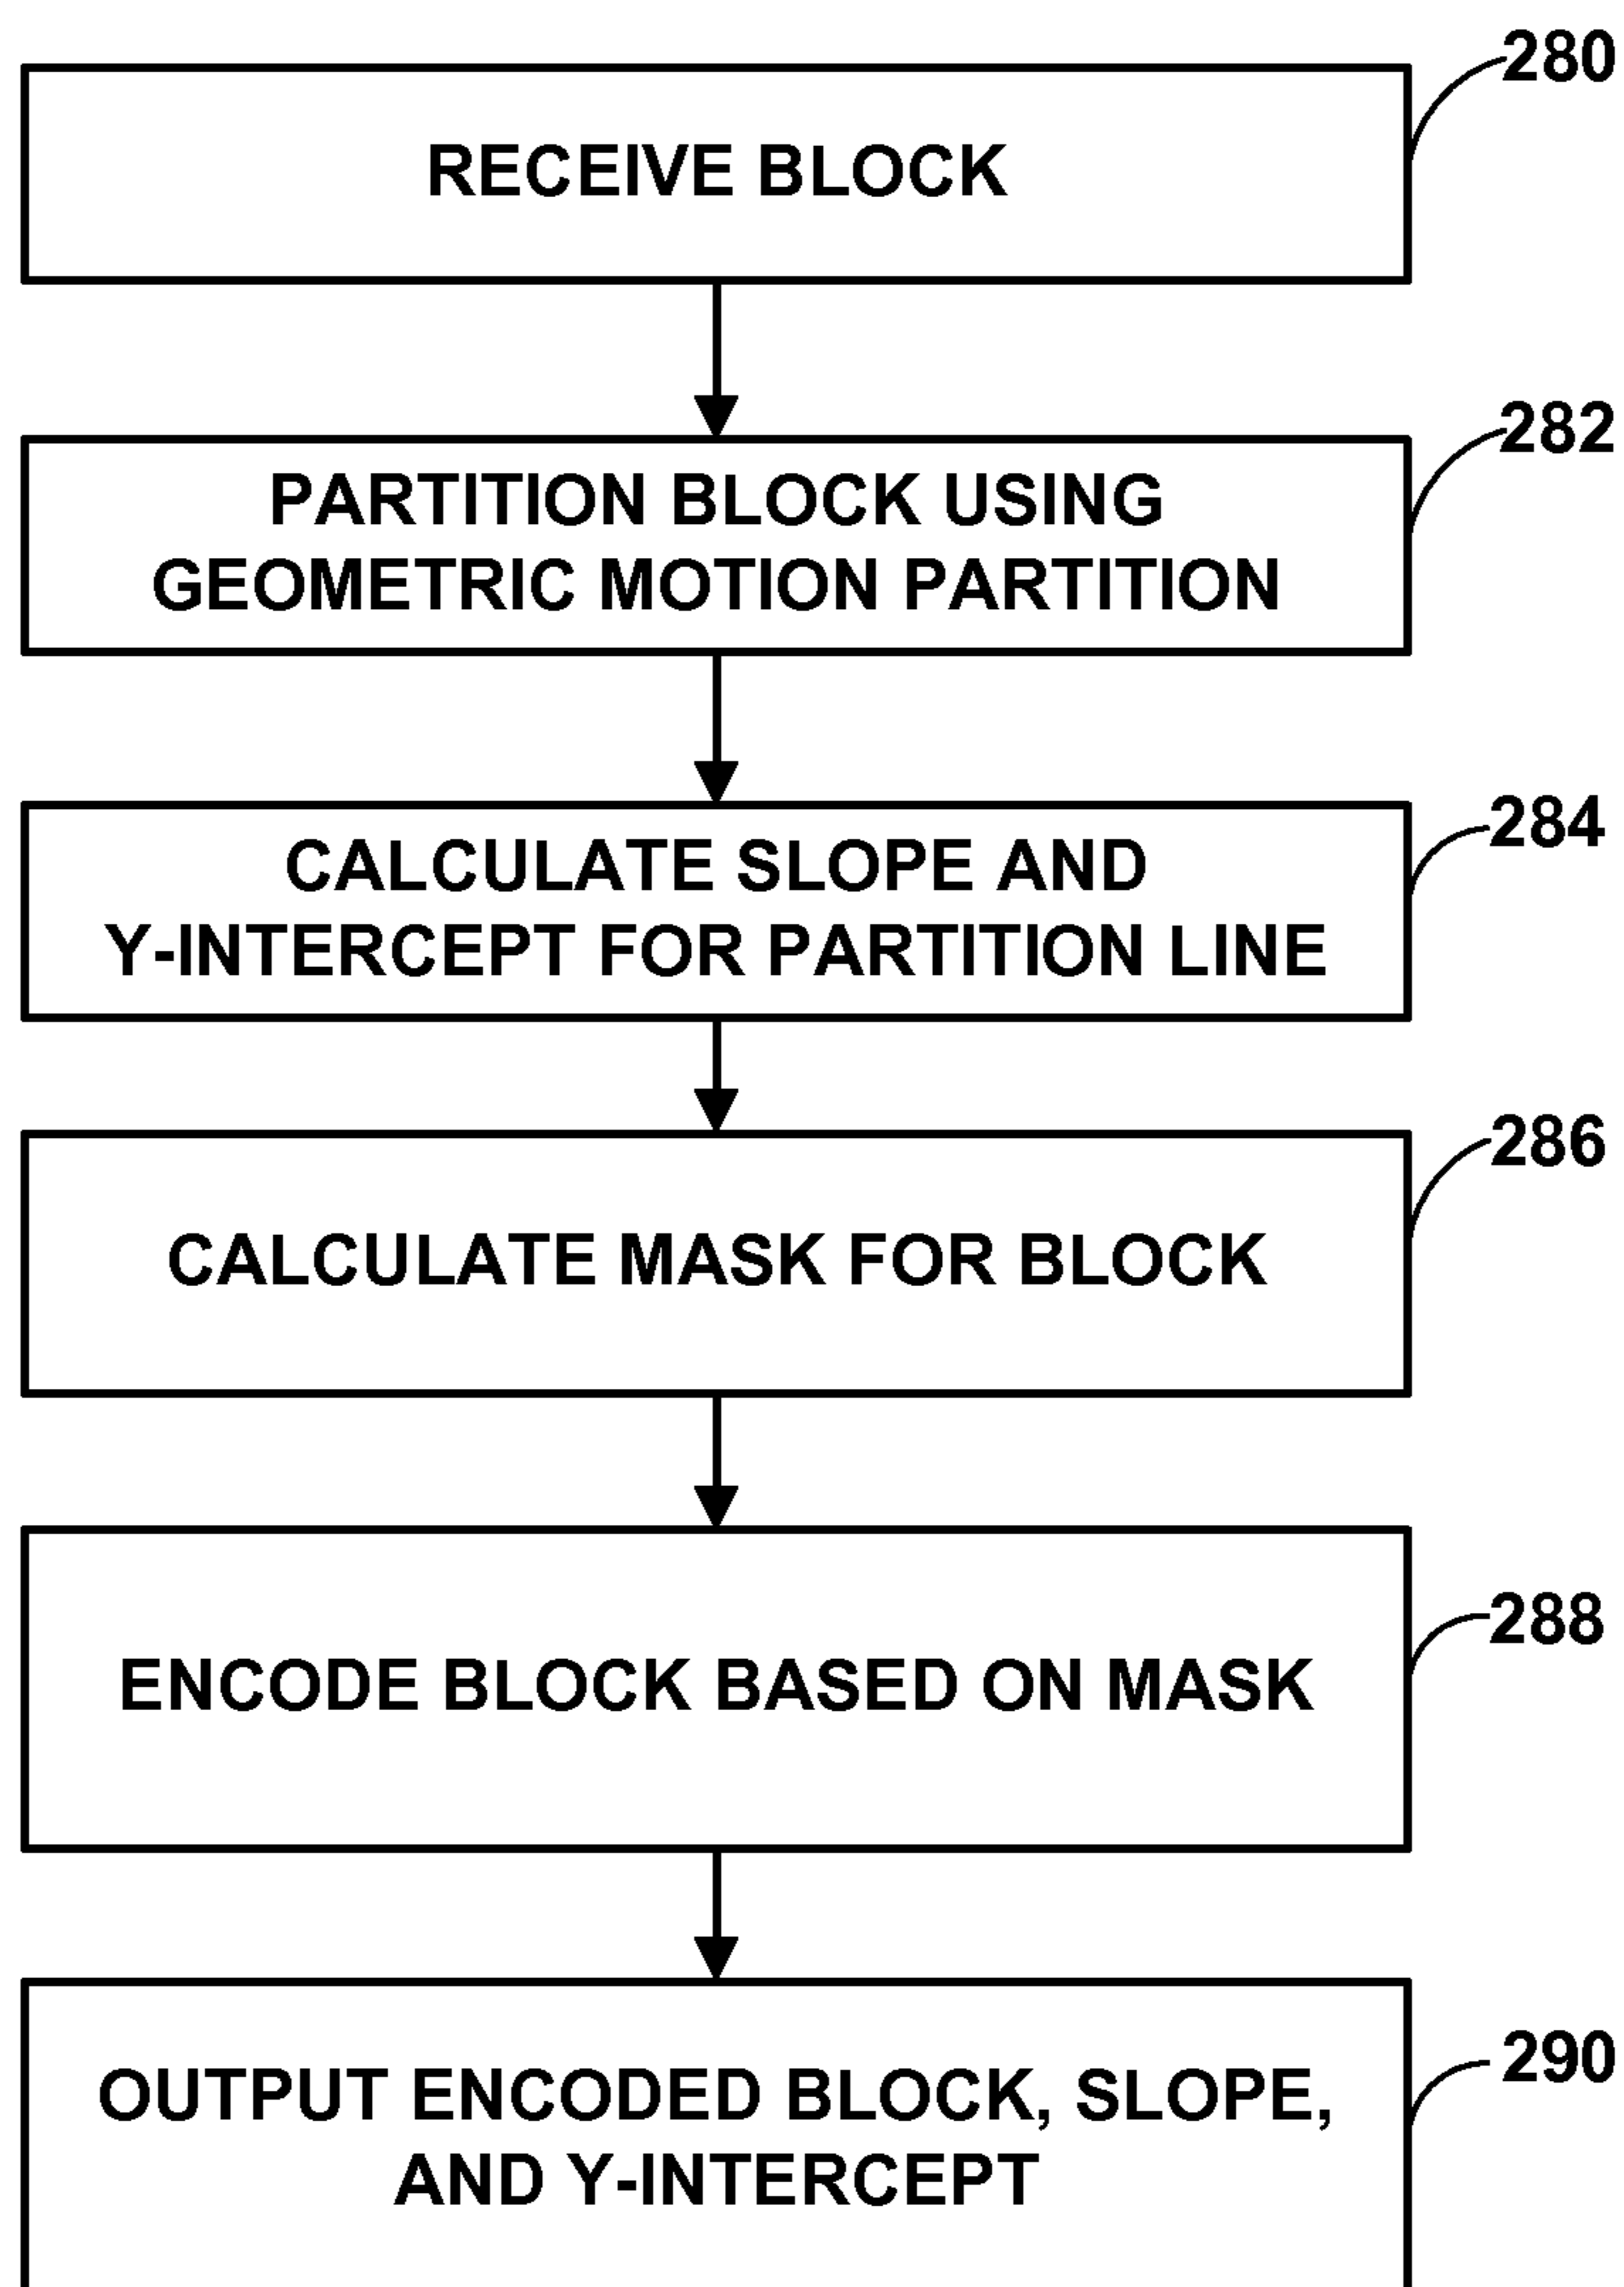 280
RECEIVE BLOCK
282
PARTITION BLOCK USING
GEOMETRIC MOTION PARTITION
284
CALCULATE SLOPE AND
Y-INTERCEPT FOR PARTITION LINE
286
CALCULATE MASK FOR BLOCK
288
ENCODE BLOCK BASED ON MASK
290
OUTPUT ENCODED BLOCK, SLOPE,
AND Y-INTERCEPT